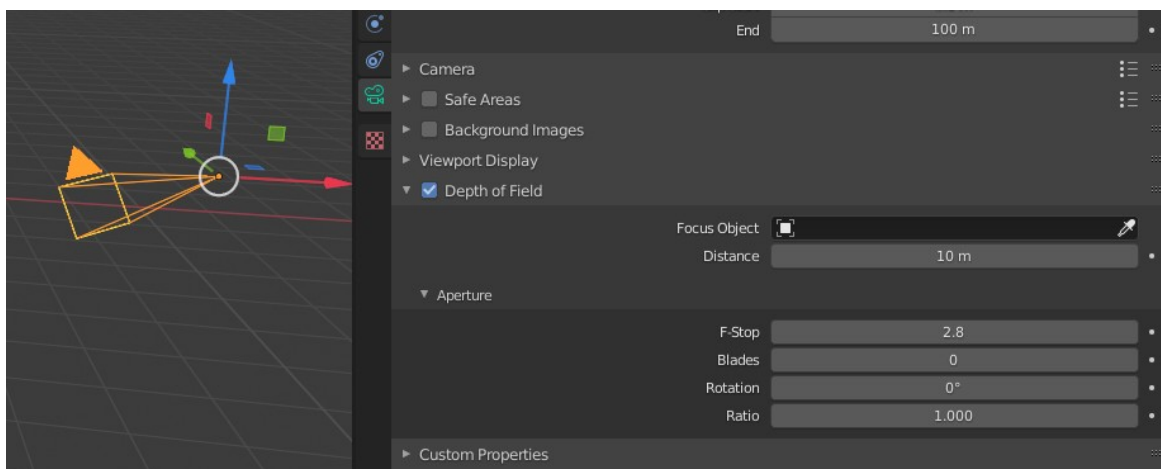 End 100 m
Camera
Safe Areas
Background Images
Viewport Display
Depth of Field
Focus Object
Distance 10 m
Aperture
F-Stop 2.8
Blades 0
Rotation 0°
Ratio 1.000
Custom Properties